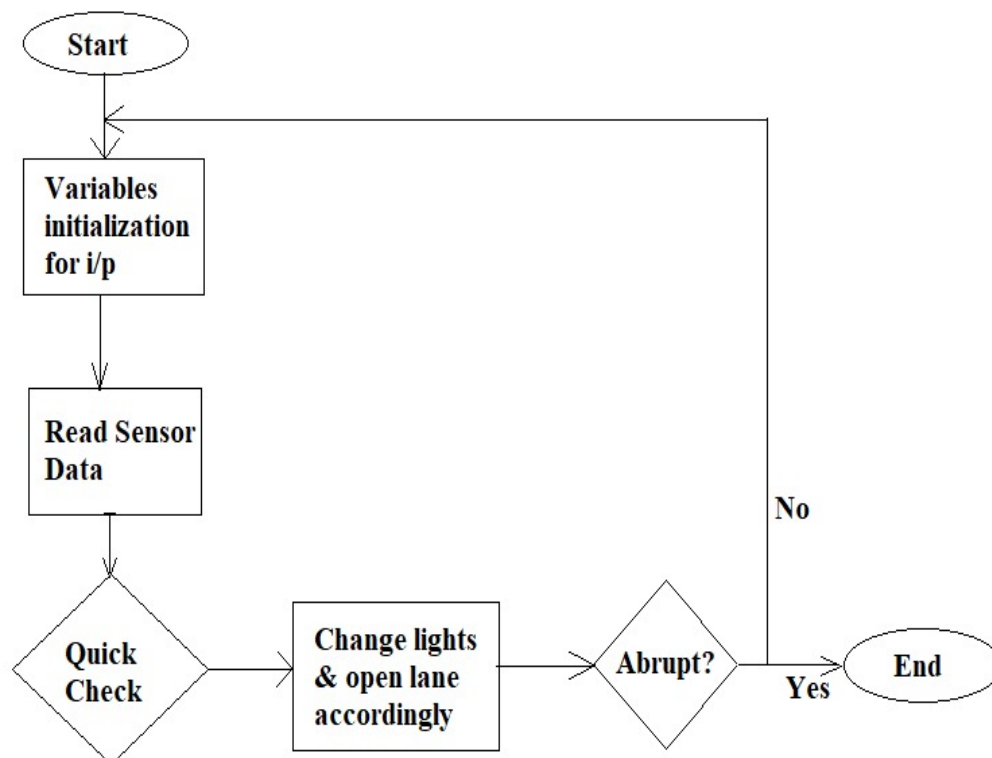 Start
Variables
initialization
for i/p
Read Sensor
Data
Quick
Check
Change lights
& open lane
accordingly
Abrupt?
No
Yes
End